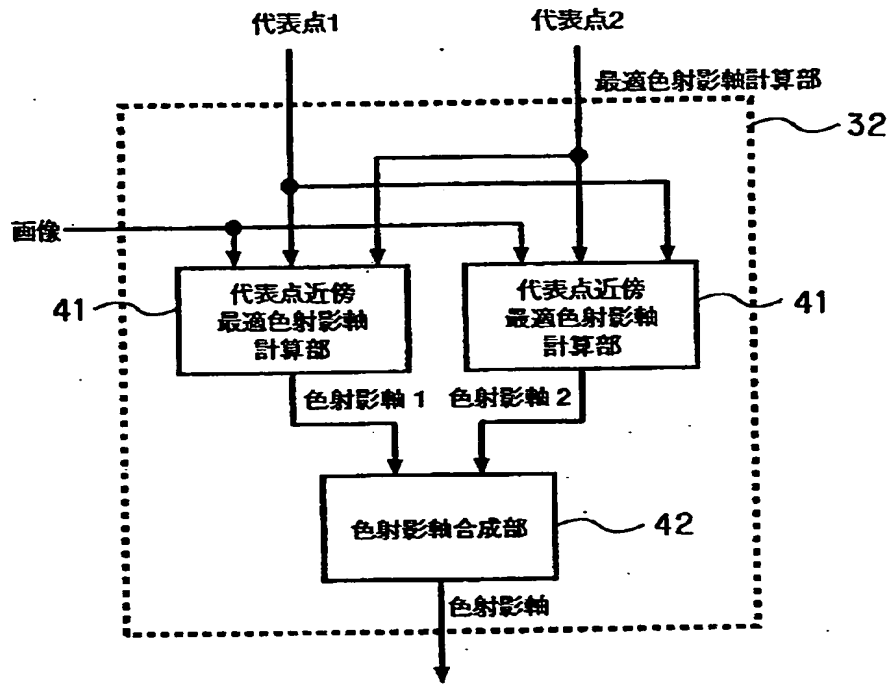 代表点1
代表点2
最適色射影軸計算部
32
画像
41
代表点近傍
最適色射影軸
計算部
代表点近傍
最適色射影軸
計算部
41
色射影軸1
色射影軸2
色射影軸合成部
42
色射影軸